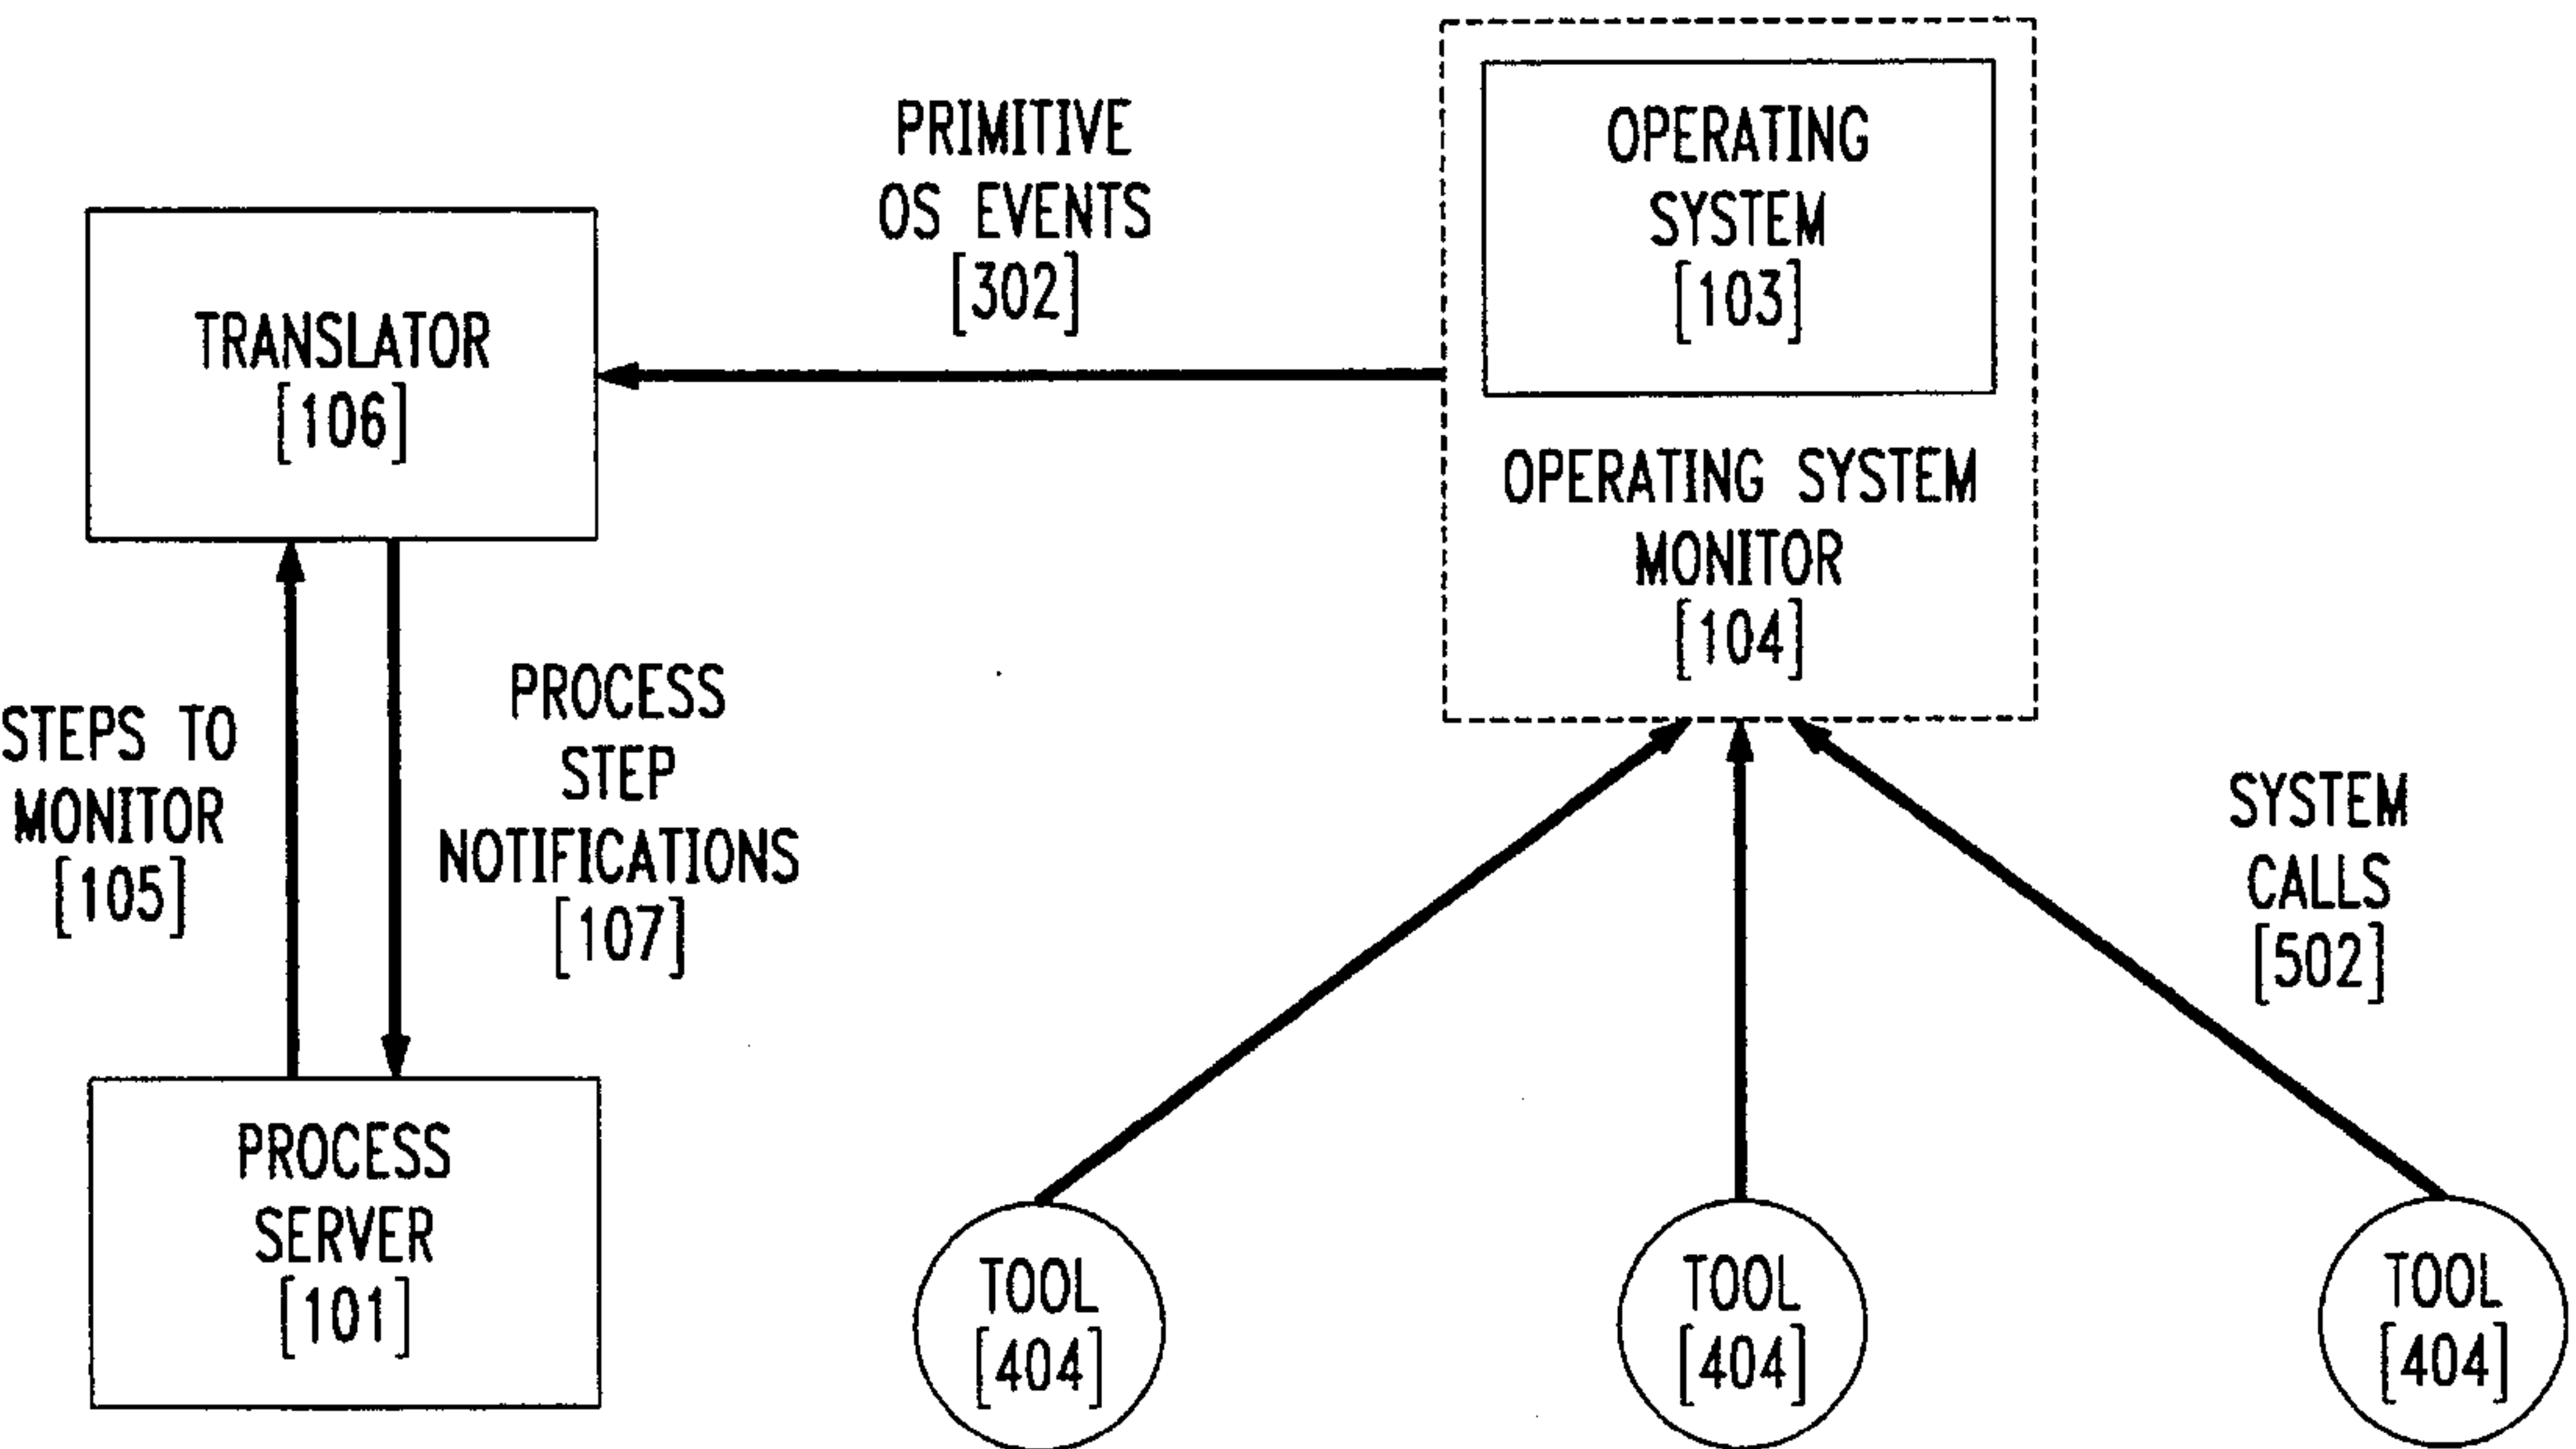 PRIMITIVE
OS EVENTS
[302]
OPERATING
SYSTEM
[103]
TRANSLATOR
[106]
OPERATING SYSTEM
MONITOR
[104]
STEPS TO
MONITOR
[105]
PROCESS
STEP
NOTIFICATIONS
[107]
SYSTEM
CALLS
[502]
PROCESS
SERVER
[101]
TOOL
[404]
TOOL
[404]
TOOL
[404]